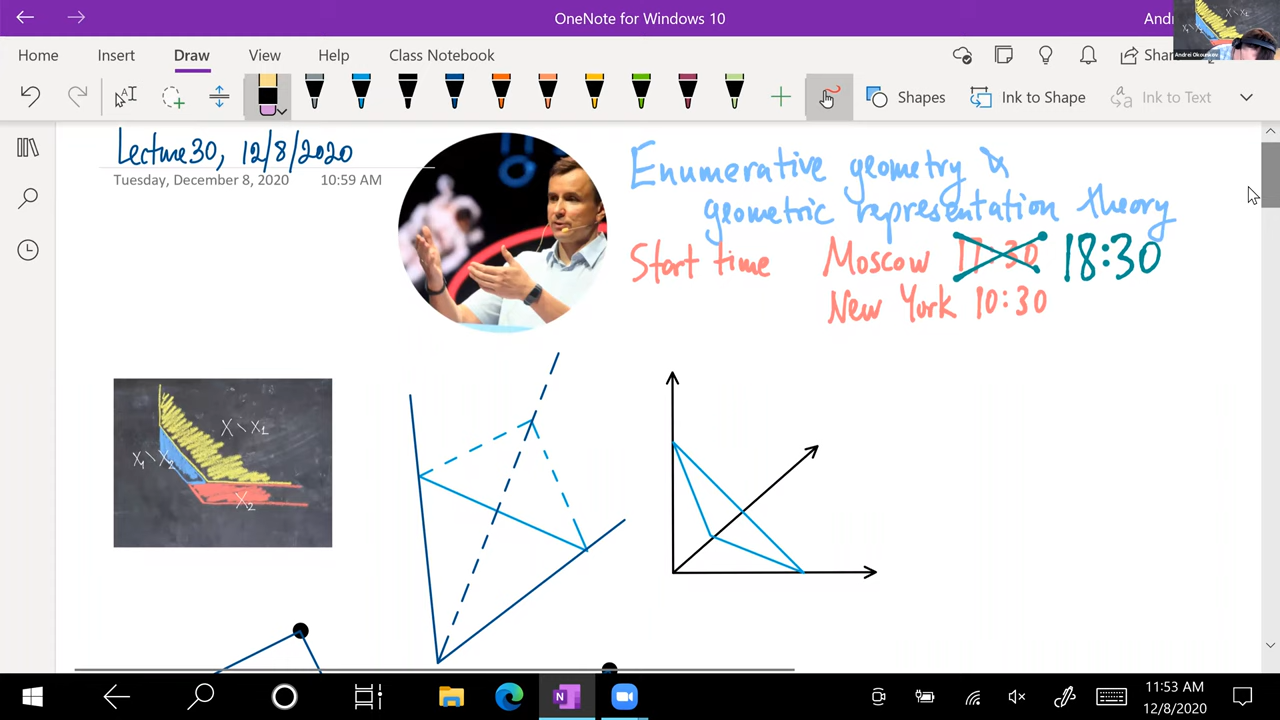 OneNote for Windows 10
Home Insert Draw View Help Class Notebook
Ink to Shape Shapes Ink to Text
Lecture 30, 12/8/2020
Tuesday, December 8, 2020 10:59 AM
Enumerative geometry &
geometric representation theory
Start time Moscow 17:30 18:30
New York 10:30
X \ X₁
X₁ \ X₂
X₂
11:53 AM
12/8/2020